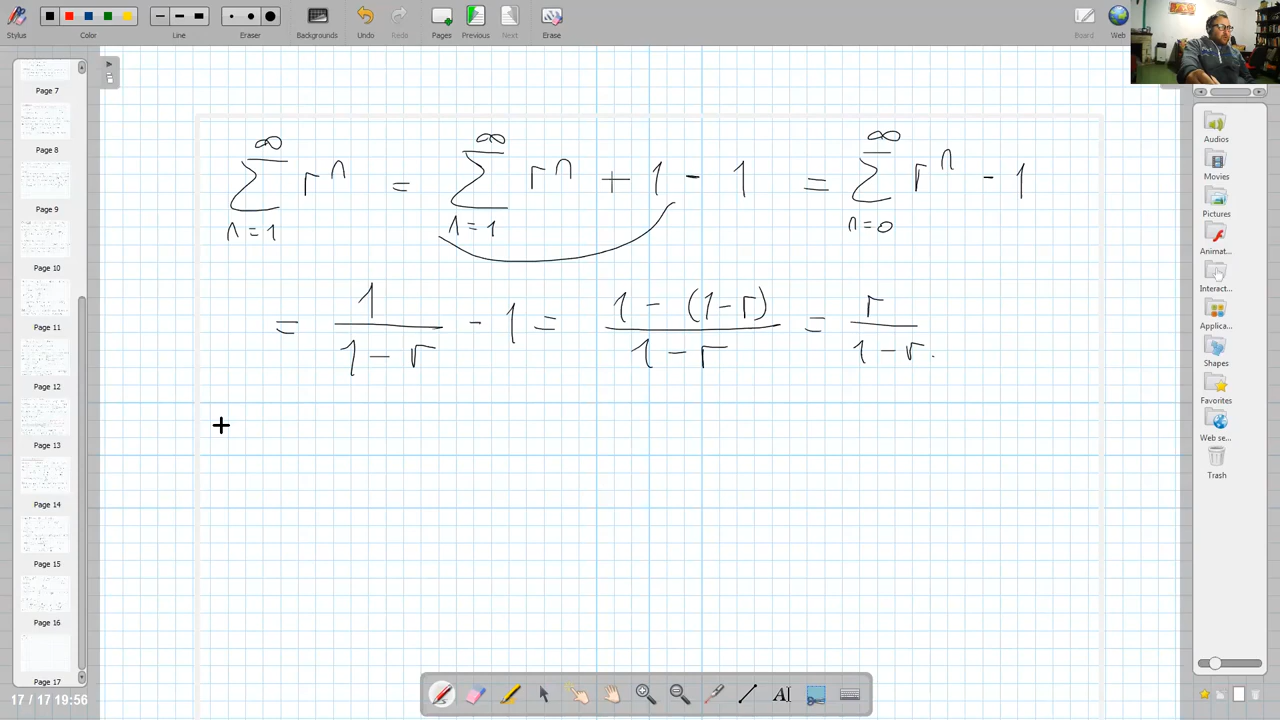 Stylus Color Line Eraser Backgrounds Undo Redo Pages Previous Next Erase Board Web
Page 7
Page 8
Page 9
Page 10
Page 11
Page 12
Page 13
Page 14
Page 15
Page 16
Page 17
17 / 17 19:56
∞ ∞ ∞
∑ rⁿ = ∑ rⁿ + 1 - 1 = ∑ rⁿ - 1
n = 1 n = 1 n = 0
= 1/(1 - r) - 1 = (1 - (1 - r))/(1 - r) = r/(1 - r).
Audios
Movies
Pictures
Animat...
Interact...
Applica...
Shapes
Favorites
Web se...
Trash